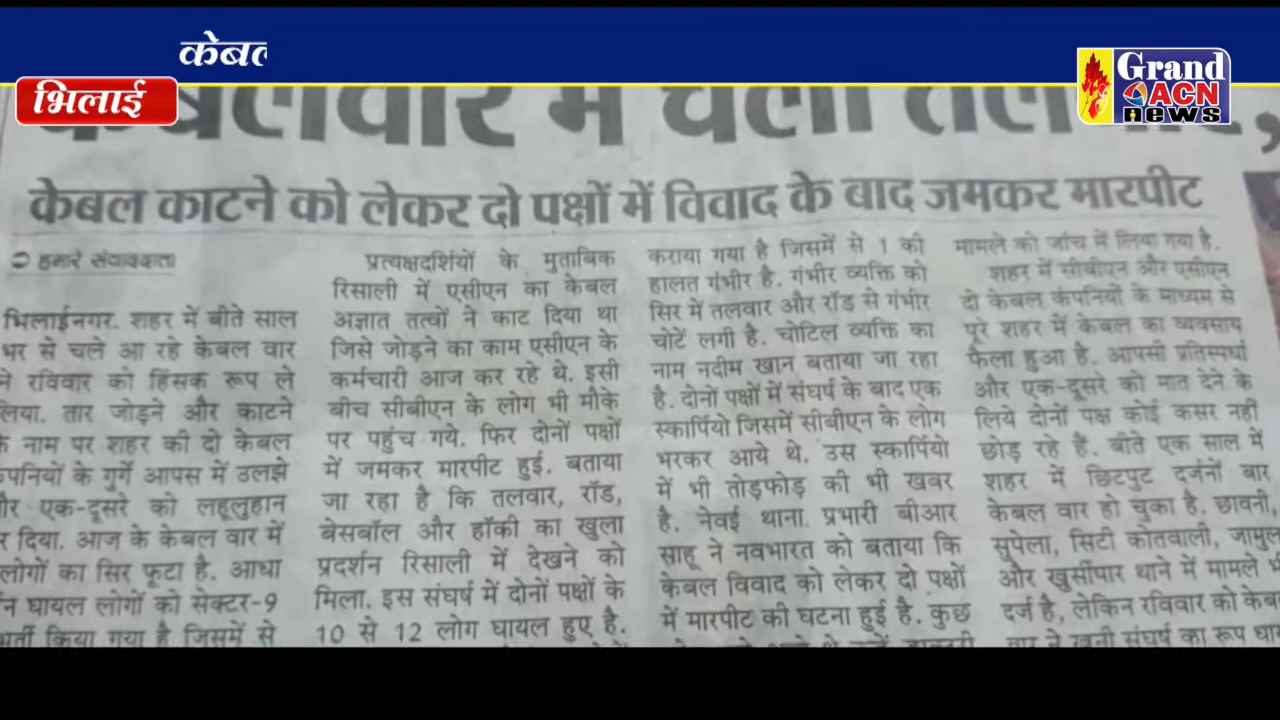 केबल
भिलाई
Grand
ACN
news
केबलवार में चली
केबल काटने को लेकर दो पक्षों में विवाद के बाद जमकर मारपीट
हमारे संवाददाता
भिलाईनगर. शहर में बीते साल
भर से चले आ रहे केबल वार
ने रविवार को हिंसक रूप ले
लिया. तार जोड़ने और काटने
के नाम पर शहर की दो केबल
कंपनियों के गुर्गे आपस में उलझे
और एक-दूसरे को लहूलुहान
कर दिया. आज के केबल वार में
लोगों का सिर फूटा है. आधा
घायल लोगों को सेक्टर-9
भर्ती किया गया है जिसमें से
प्रत्यक्षदर्शियों के मुताबिक
रिसाली में एसीएन का केबल
अज्ञात तत्वों ने काट दिया था
जिसे जोड़ने का काम एसीएन के
कर्मचारी आज कर रहे थे. इसी
बीच सीबीएन के लोग भी मौके
पर पहुंच गये. फिर दोनों पक्षों
में जमकर मारपीट हुई. बताया
जा रहा है कि तलवार, रॉड,
बेसबॉल और हॉकी का खुला
प्रदर्शन रिसाली में देखने को
मिला. इस संघर्ष में दोनों पक्षों के
10 से 12 लोग घायल हुए है.
कराया गया है जिसमें से 1 की
हालत गंभीर है. गंभीर व्यक्ति को
सिर में तलवार और रॉड से गंभीर
चोटें लगी है. चोटिल व्यक्ति का
नाम नदीम खान बताया जा रहा
है. दोनों पक्षों में संघर्ष के बाद एक
स्कार्पियो जिसमें सीबीएन के लोग
भरकर आये थे. उस स्कार्पियो
में भी तोड़फोड़ की भी खबर
है. नेवई थाना प्रभारी बीआर
साहू ने नवभारत को बताया कि
केबल विवाद को लेकर दो पक्षों
में मारपीट की घटना हुई है. कुछ
मामले को जांच में लिया गया है.
शहर में सीबीएन और एसीएन
दो केबल कंपनियों के माध्यम से
पूरे शहर में केबल का व्यवसाय
फैला हुआ है. आपसी प्रतिस्पर्धा
और एक-दूसरे को मात देने के
लिये दोनों पक्ष कोई कसर नहीं
छोड़ रहे हैं. बीते एक साल में
शहर में छिटपुट दर्जनों बार
केबल वार हो चुका है. छावनी,
सुपेला, सिटी कोतवाली, जामुल
और खुर्सीपार थाने में मामले
दर्ज है, लेकिन रविवार को केबल
वार ने खूनी संघर्ष का रूप